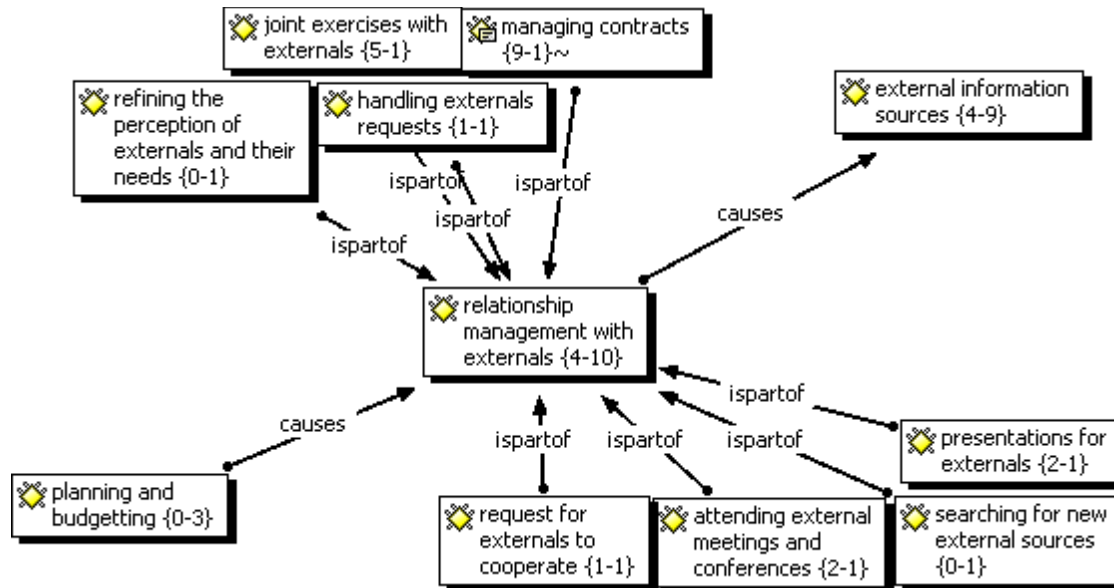 joint exercises with
externals {5-1}
managing contracts
{9-1}~
refining the
perception of
externals and their
needs {0-1}
handling externals
requests {1-1}
external information
sources {4-9}
ispartof
ispartof
ispartof
ispartof
causes
relationship
management with
externals {4-10}
causes
ispartof
ispartof
ispartof
ispartof
planning and
budgetting {0-3}
request for
externals to
cooperate {1-1}
attending external
meetings and
conferences {2-1}
presentations for
externals {2-1}
searching for new
external sources
{0-1}